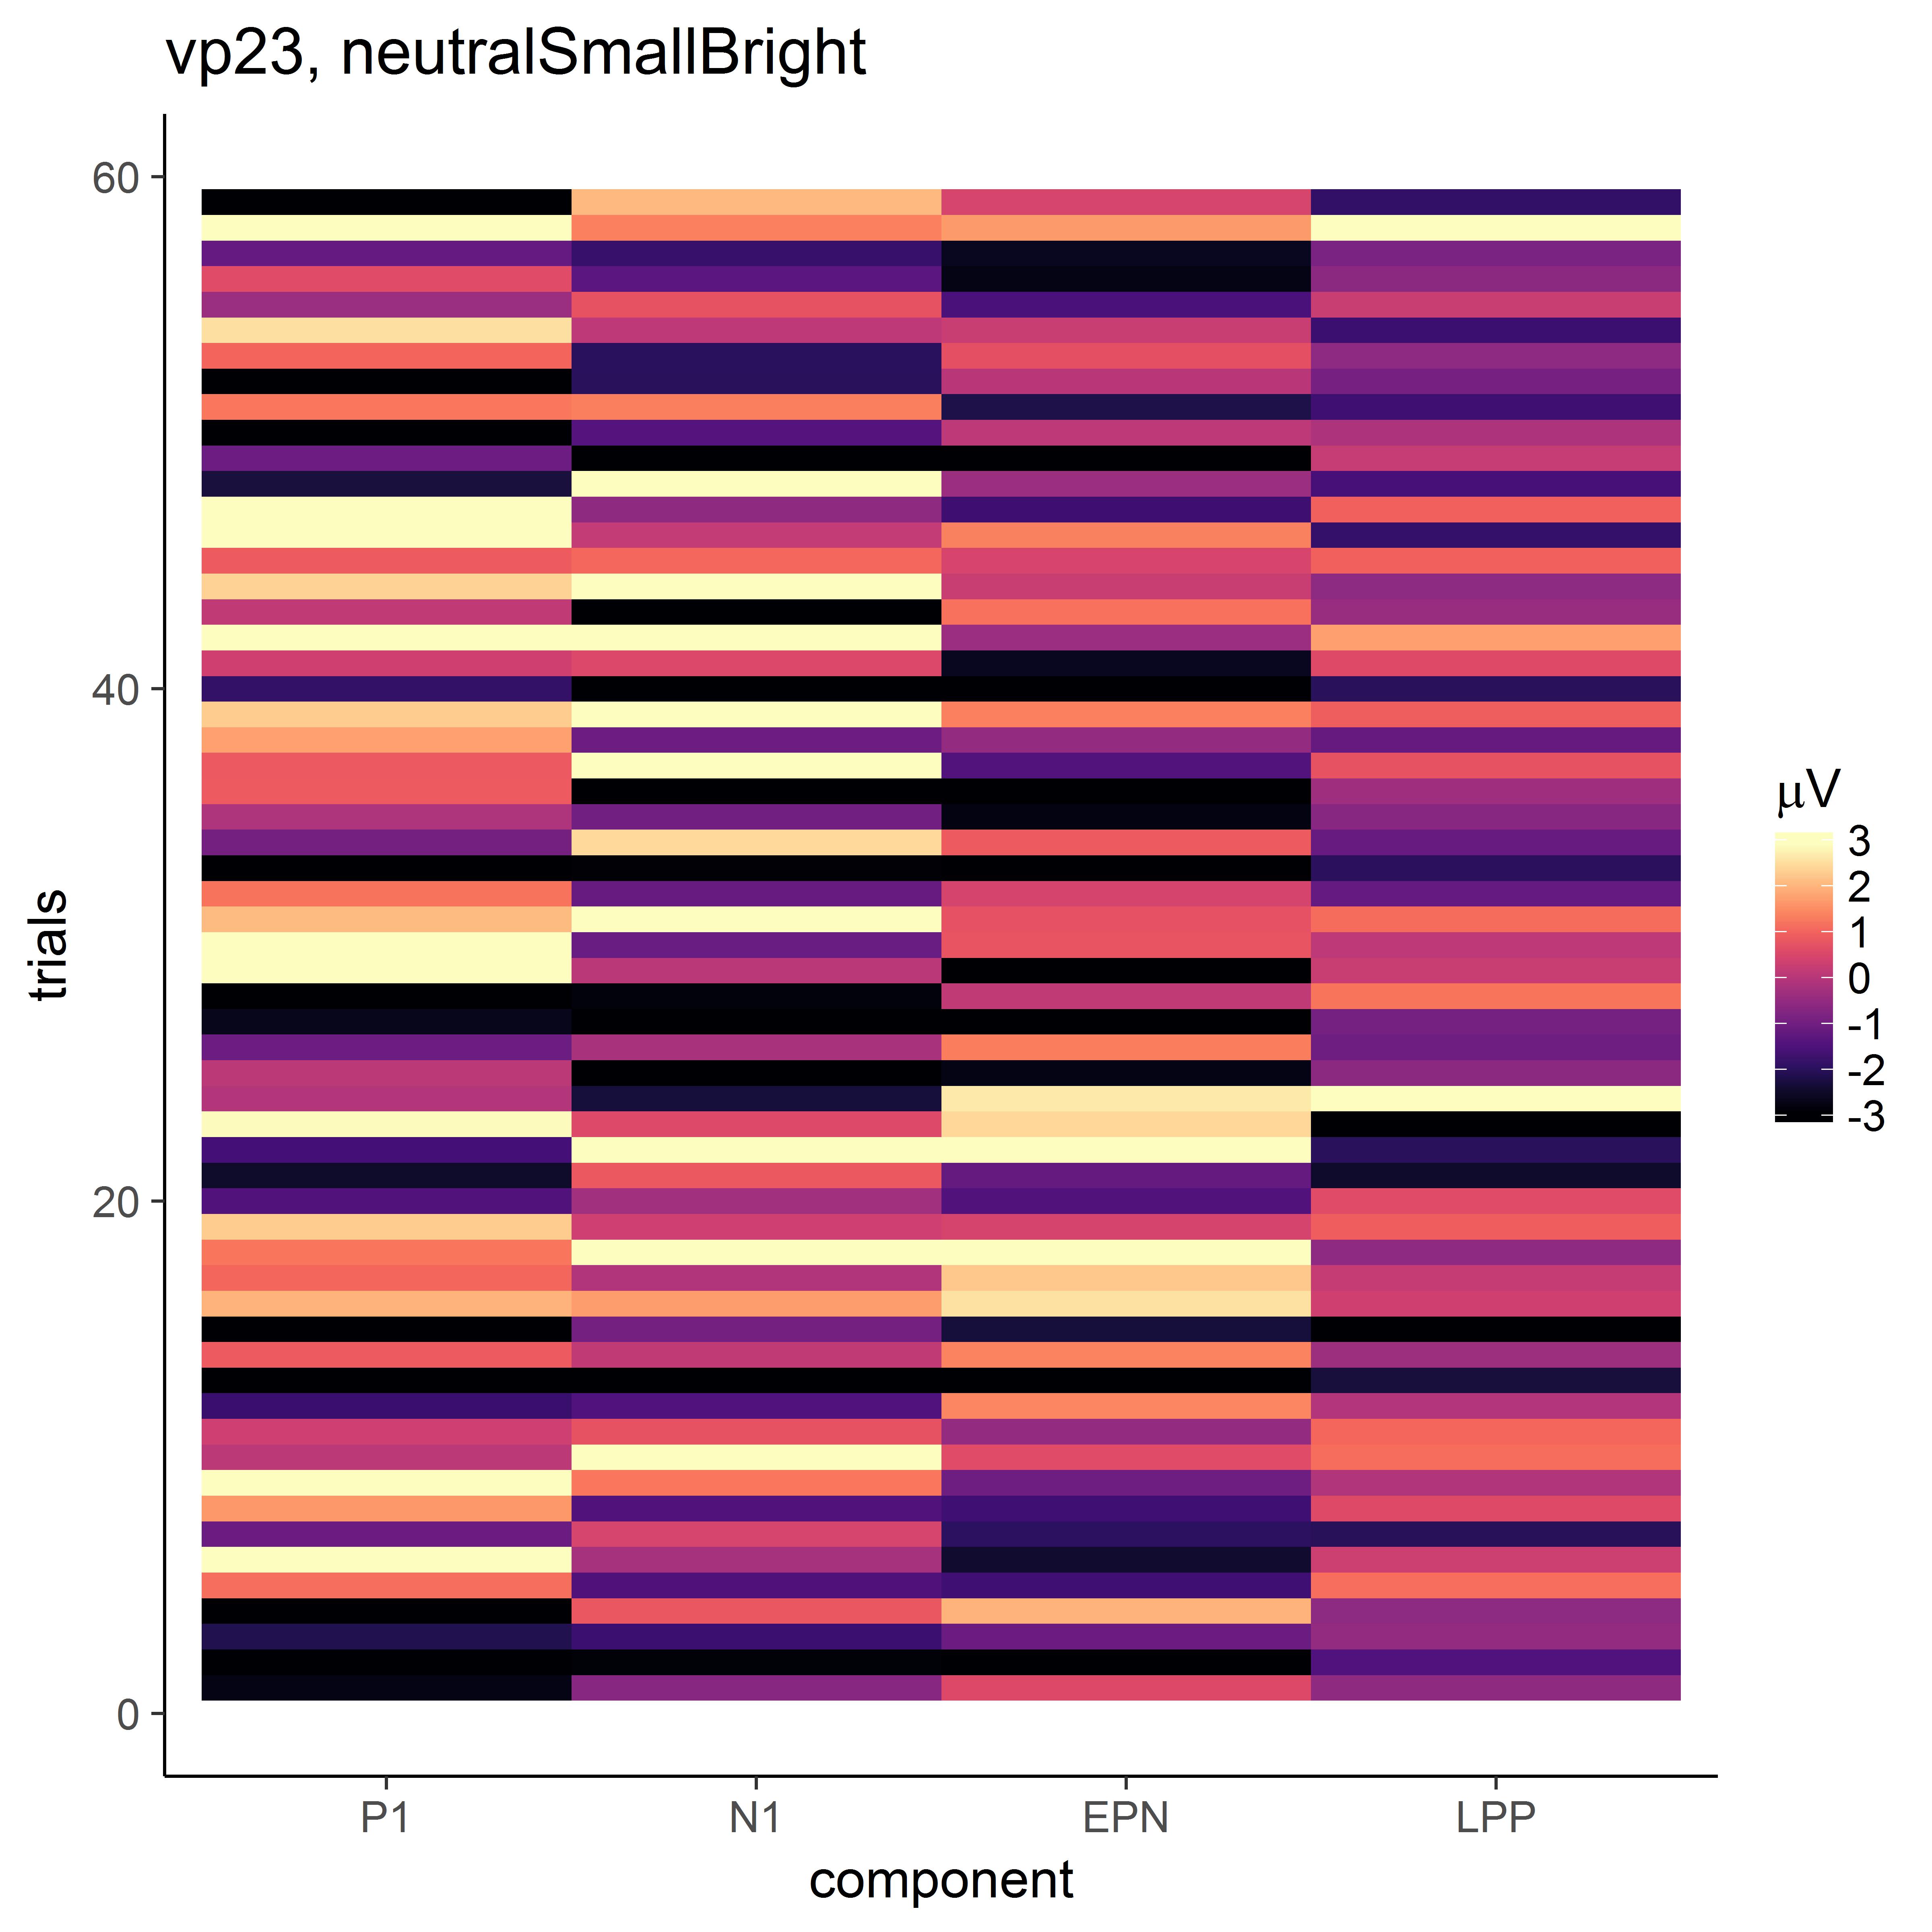 vp23, neutralSmallBright
60
40
20
0
trials
P1 N1 EPN LPP
component
μV
3
2
1
0
-1
-2
-3